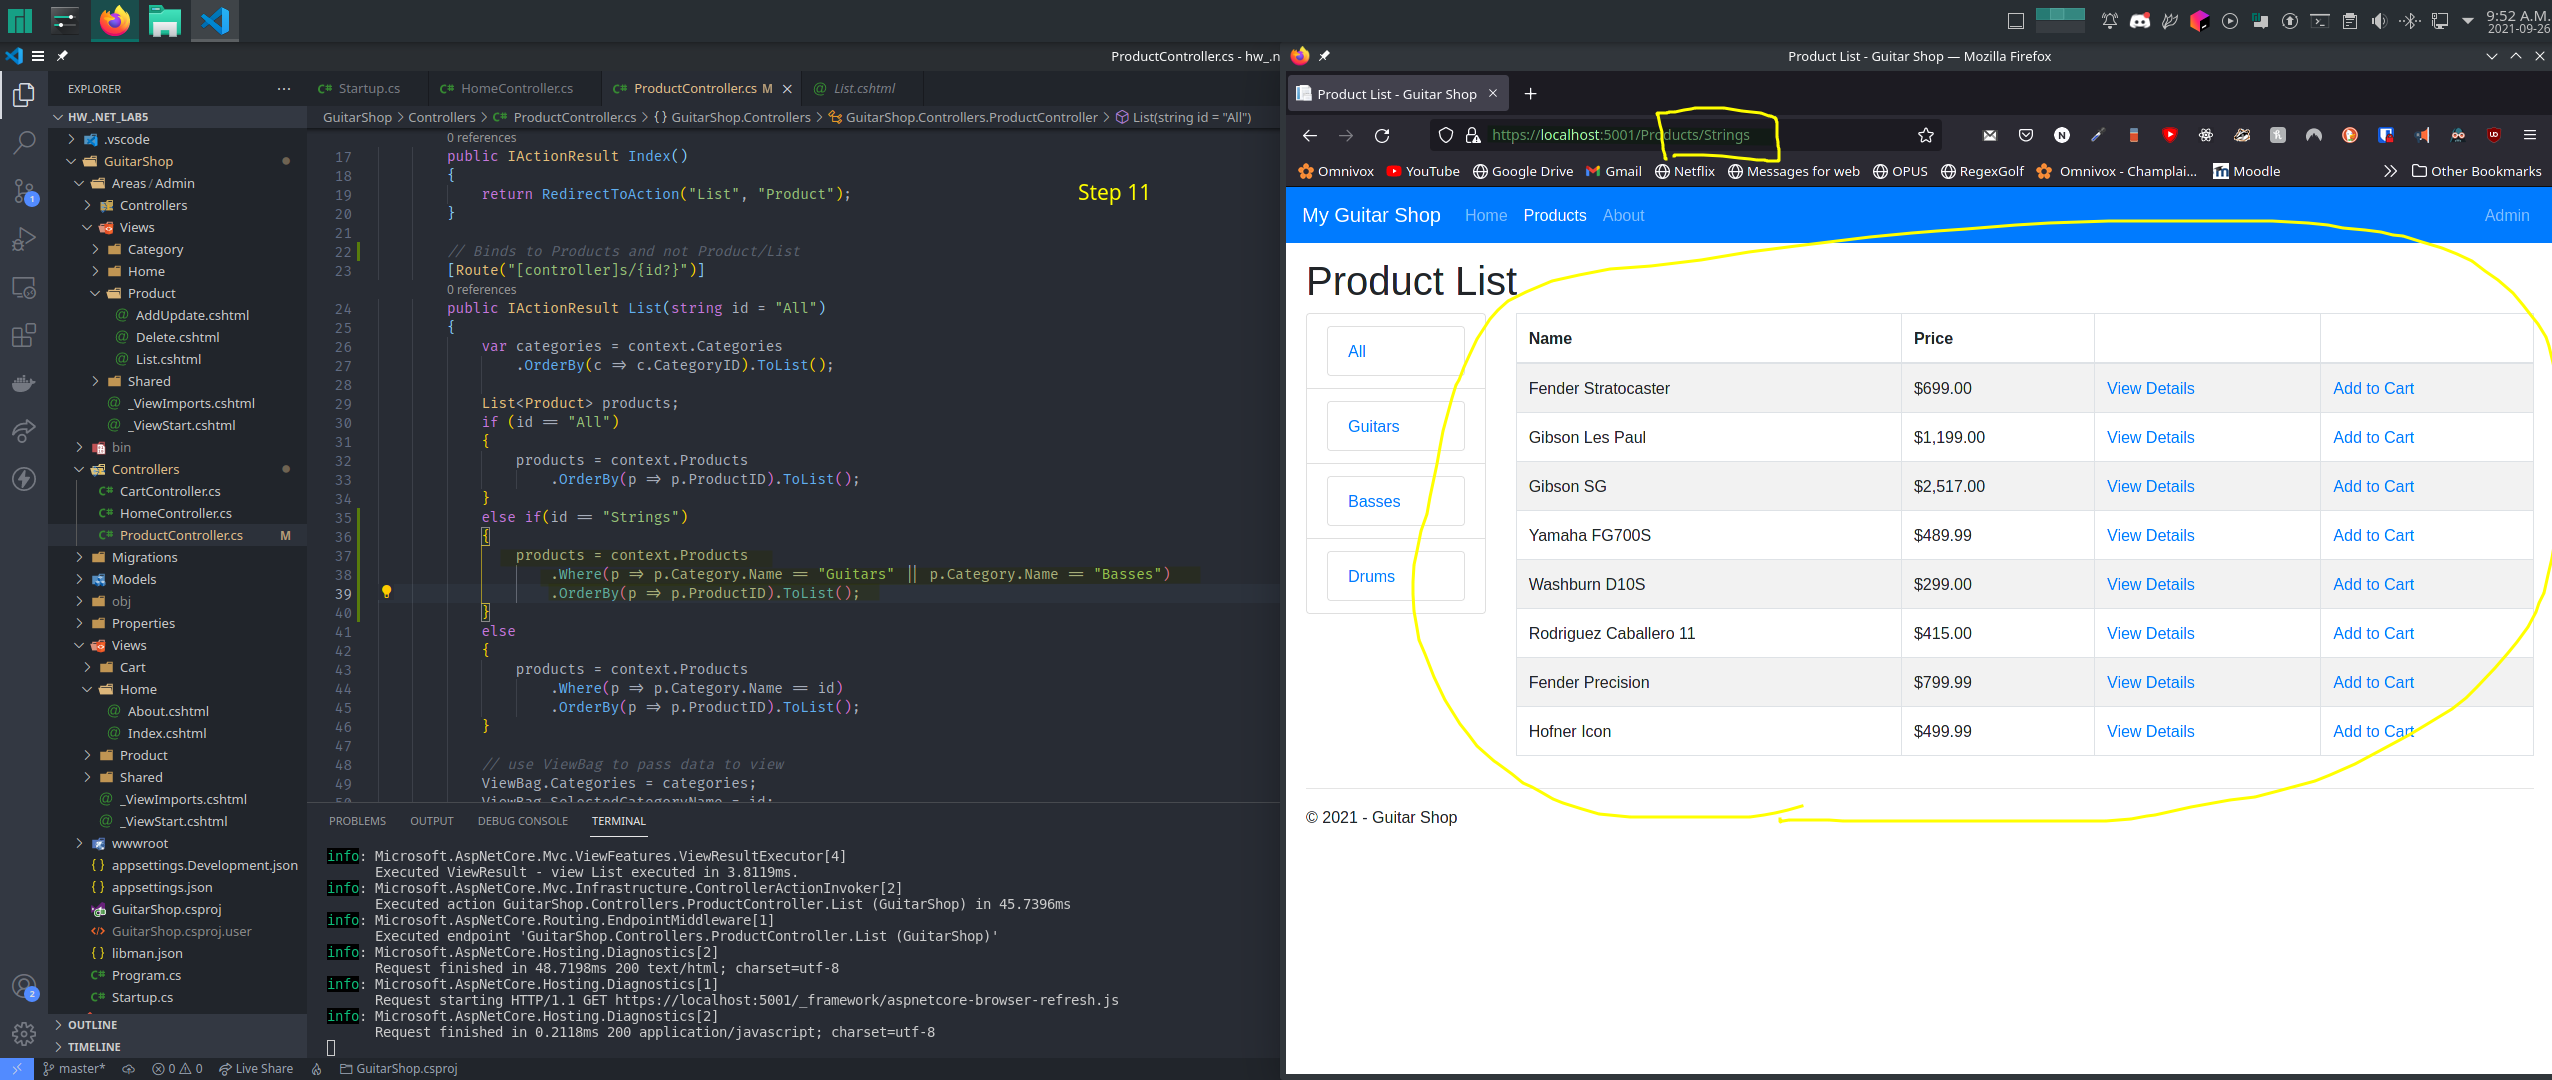 9:52 A.M.
2021-09-26
ProductController.cs - hw_.n
EXPLORER
HW_.NET_LAB5
.vscode
GuitarShop
Areas / Admin
Controllers
Views
Category
Home
Product
AddUpdate.cshtml
Delete.cshtml
List.cshtml
Shared
_ViewImports.cshtml
_ViewStart.cshtml
bin
Controllers
CartController.cs
HomeController.cs
ProductController.cs M
Migrations
Models
obj
Properties
Views
Cart
Home
About.cshtml
Index.cshtml
Product
Shared
_ViewImports.cshtml
_ViewStart.cshtml
wwwroot
appsettings.Development.json
appsettings.json
GuitarShop.csproj
GuitarShop.csproj.user
libman.json
Program.cs
Startup.cs
OUTLINE
TIMELINE
Startup.cs HomeController.cs ProductController.cs M List.cshtml
GuitarShop > Controllers > ProductController.cs > {} GuitarShop.Controllers > GuitarShop.Controllers.ProductController > List(string id = "All")
0 references
17 public IActionResult Index()
18 {
19 return RedirectToAction("List", "Product");
20 }
21
22 // Binds to Products and not Product/List
23 [Route("[controller]s/{id?}")]
0 references
24 public IActionResult List(string id = "All")
25 {
26 var categories = context.Categories
27 .OrderBy(c => c.CategoryID).ToList();
28
29 List<Product> products;
30 if (id == "All")
31 {
32 products = context.Products
33 .OrderBy(p => p.ProductID).ToList();
34 }
35 else if(id == "Strings")
36 {
37 products = context.Products
38 .Where(p => p.Category.Name == "Guitars" || p.Category.Name == "Basses")
39 .OrderBy(p => p.ProductID).ToList();
40 }
41 else
42 {
43 products = context.Products
44 .Where(p => p.Category.Name == id)
45 .OrderBy(p => p.ProductID).ToList();
46 }
47
48 // use ViewBag to pass data to view
49 ViewBag.Categories = categories;
50 ViewBag.SelectedCategoryName = id;
Step 11
PROBLEMS OUTPUT DEBUG CONSOLE TERMINAL
info: Microsoft.AspNetCore.Mvc.ViewFeatures.ViewResultExecutor[4]
Executed ViewResult - view List executed in 3.8119ms.
info: Microsoft.AspNetCore.Mvc.Infrastructure.ControllerActionInvoker[2]
Executed action GuitarShop.Controllers.ProductController.List (GuitarShop) in 45.7396ms
info: Microsoft.AspNetCore.Routing.EndpointMiddleware[1]
Executed endpoint 'GuitarShop.Controllers.ProductController.List (GuitarShop)'
info: Microsoft.AspNetCore.Hosting.Diagnostics[2]
Request finished in 48.7198ms 200 text/html; charset=utf-8
info: Microsoft.AspNetCore.Hosting.Diagnostics[1]
Request starting HTTP/1.1 GET https://localhost:5001/_framework/aspnetcore-browser-refresh.js
info: Microsoft.AspNetCore.Hosting.Diagnostics[2]
Request finished in 0.2118ms 200 application/javascript; charset=utf-8
master* 0 0 Live Share GuitarShop.csproj
Product List - Guitar Shop — Mozilla Firefox
Product List - Guitar Shop
https://localhost:5001/Products/Strings
Omnivox YouTube Google Drive Gmail Netflix Messages for web OPUS RegexGolf Omnivox - Champlai... Moodle Other Bookmarks
My Guitar Shop Home Products About Admin
Product List
All
Guitars
Basses
Drums
Name Price
Fender Stratocaster $699.00 View Details Add to Cart
Gibson Les Paul $1,199.00 View Details Add to Cart
Gibson SG $2,517.00 View Details Add to Cart
Yamaha FG700S $489.99 View Details Add to Cart
Washburn D10S $299.00 View Details Add to Cart
Rodriguez Caballero 11 $415.00 View Details Add to Cart
Fender Precision $799.99 View Details Add to Cart
Hofner Icon $499.99 View Details Add to Cart
© 2021 - Guitar Shop